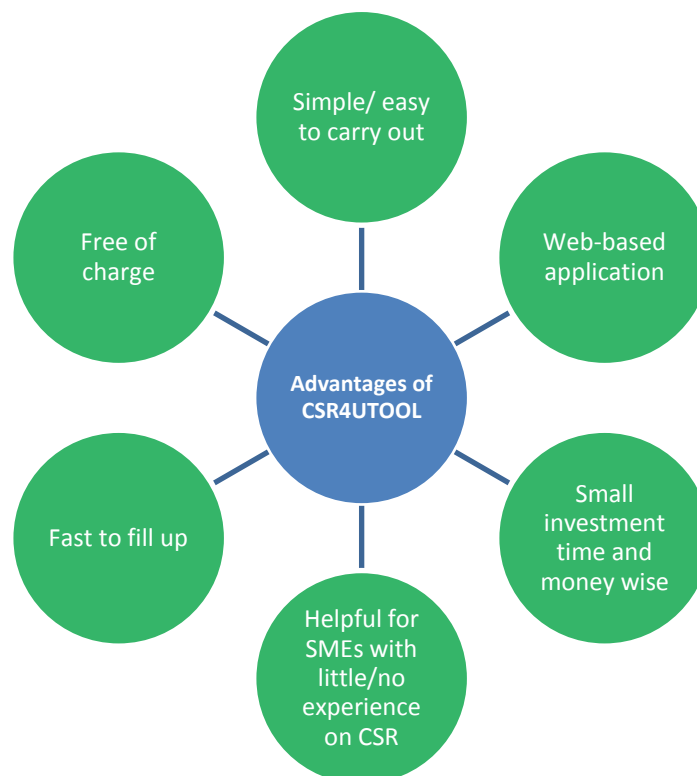 Simple/ easy
to carry out
Free of
charge
Web-based
application
Advantages of
CSR4UTOOL
Fast to fill up
Small
investment
time and
money wise
Helpful for
SMEs with
little/no
experience
on CSR